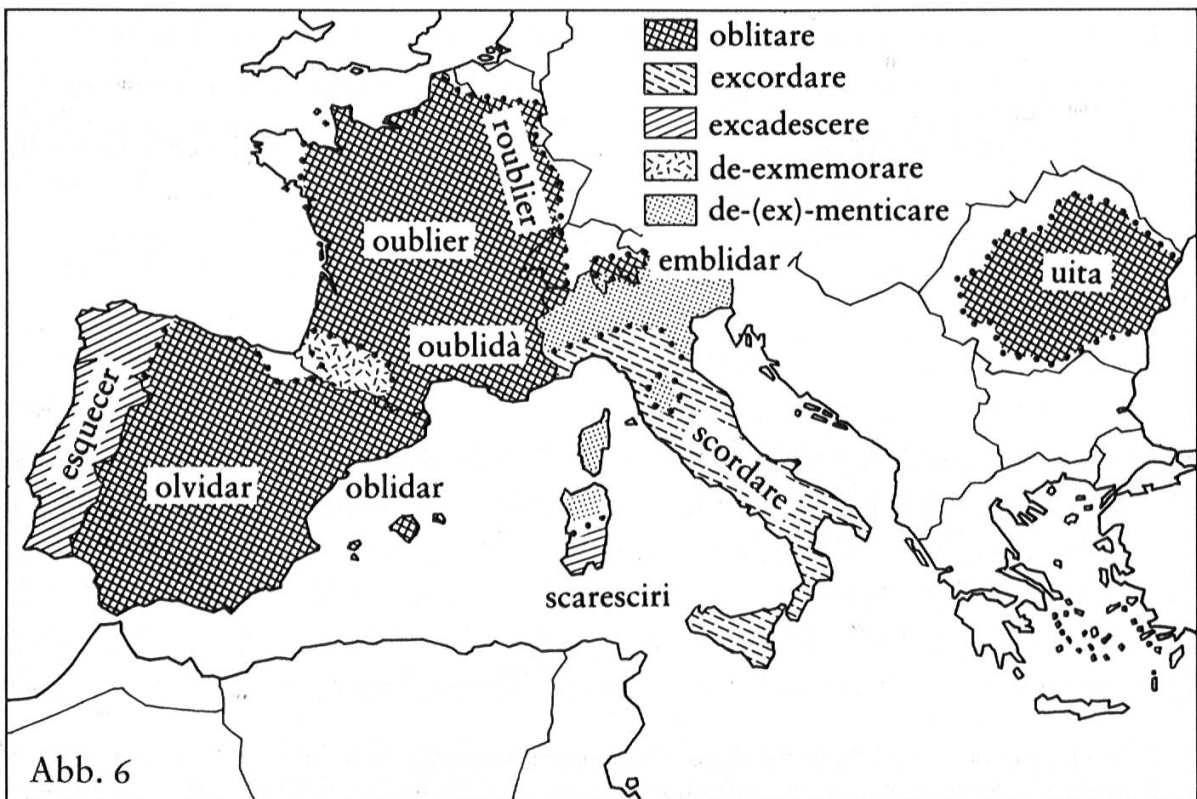 oblitare
excordare
excadescere
de-exmemorare
de-(ex)-menticare
roublier
oublier
emblidar
uita
oublidà
esquecer
scordare
olvidar
oblidar
scaresciri
Abb. 6